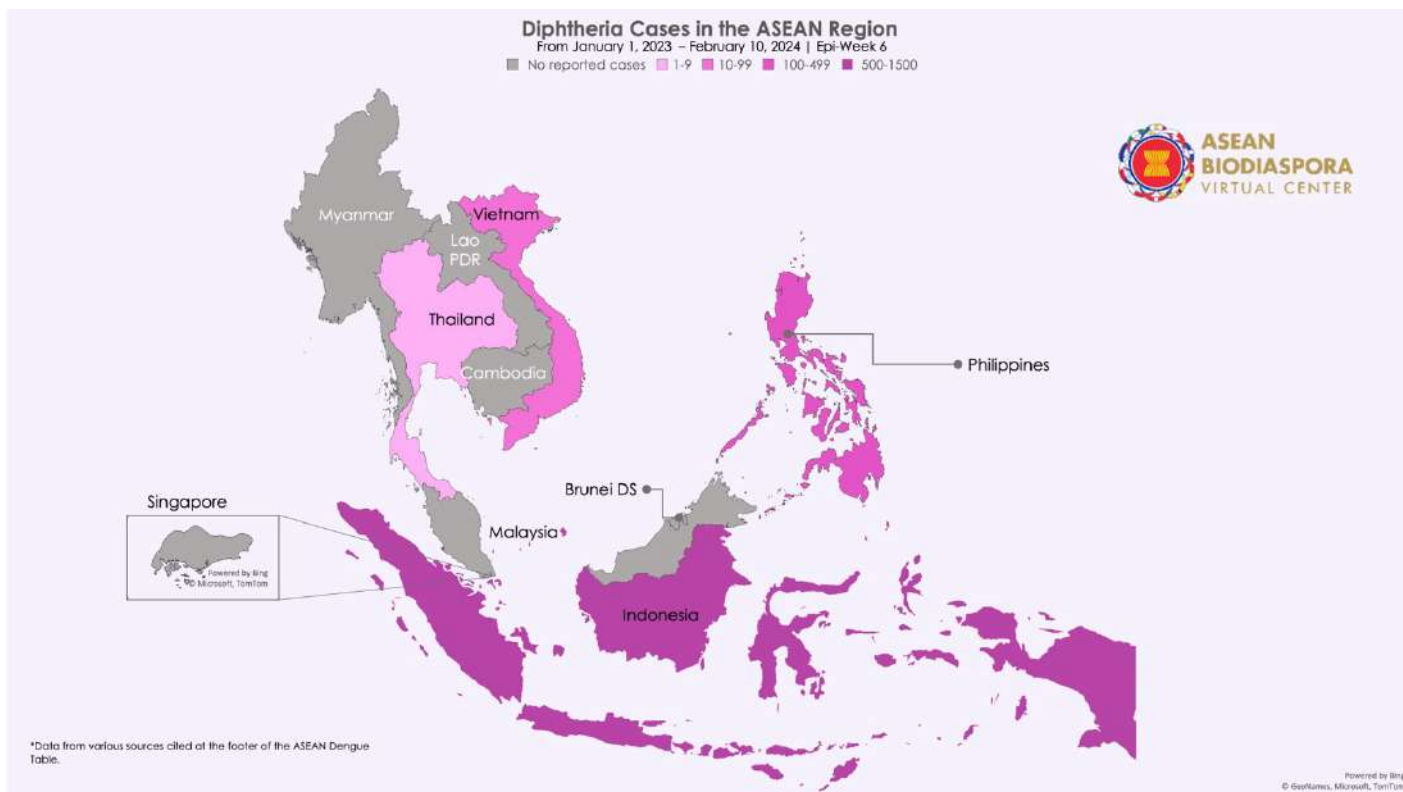 Diphtheria Cases in the ASEAN Region
From January 1, 2023 – February 10, 2024 | Epi-Week 6
No reported cases 1-9 10-99 100-499 500-1500
ASEAN
BIODIASPORA
VIRTUAL CENTER
Myanmar
Vietnam
Lao
PDR
Thailand
Cambodia
Philippines
Brunei DS
Singapore
Malaysia
Powered by Bing
© Microsoft, TomTom
Indonesia
*Data from various sources cited at the footer of the ASEAN Dengue
Table.
Powered by Bing
© GeoNames, Microsoft, TomTom